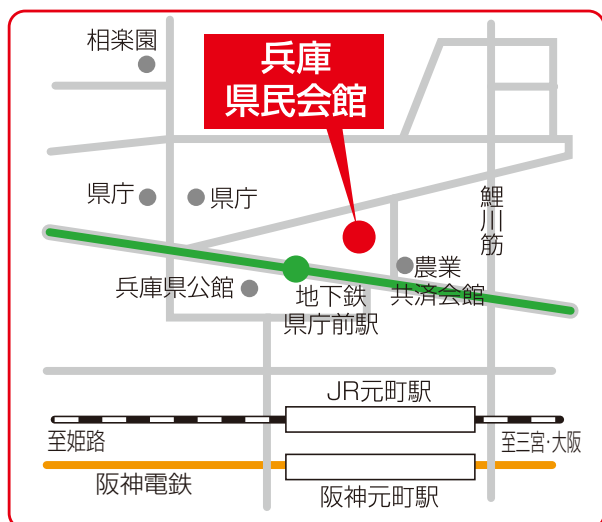 相楽園
兵庫
県民会館
県庁
県庁
鯉川筋
兵庫県公館
地下鉄
県庁前駅
農業
共済会館
JR元町駅
至姫路
至三宮・大阪
阪神電鉄
阪神元町駅